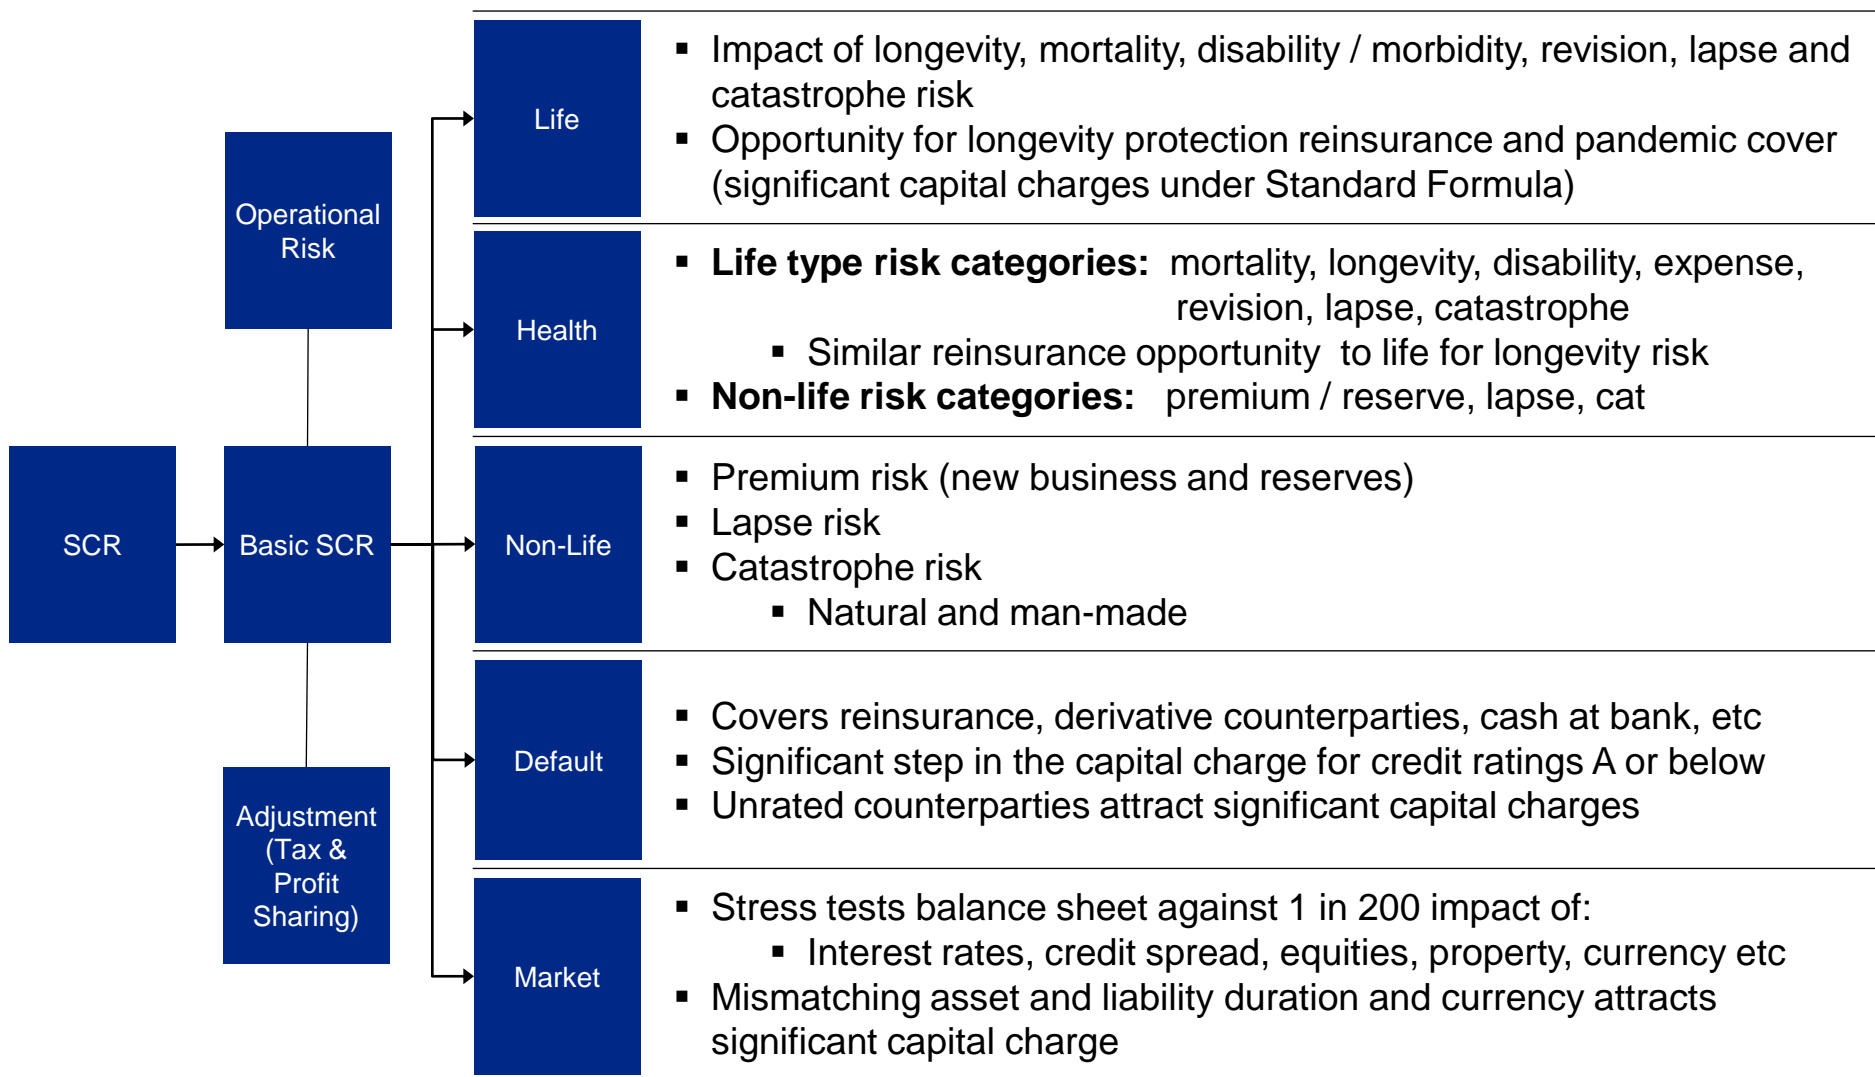 SCR
Operational
Risk
Basic SCR
Adjustment
(Tax &
Profit
Sharing)
Life
▪ Impact of longevity, mortality, disability / morbidity, revision, lapse and
catastrophe risk
▪ Opportunity for longevity protection reinsurance and pandemic cover
(significant capital charges under Standard Formula)
Health
▪ Life type risk categories: mortality, longevity, disability, expense,
revision, lapse, catastrophe
▪ Similar reinsurance opportunity to life for longevity risk
▪ Non-life risk categories: premium / reserve, lapse, cat
Non-Life
▪ Premium risk (new business and reserves)
▪ Lapse risk
▪ Catastrophe risk
▪ Natural and man-made
Default
▪ Covers reinsurance, derivative counterparties, cash at bank, etc
▪ Significant step in the capital charge for credit ratings A or below
▪ Unrated counterparties attract significant capital charges
Market
▪ Stress tests balance sheet against 1 in 200 impact of:
▪ Interest rates, credit spread, equities, property, currency etc
▪ Mismatching asset and liability duration and currency attracts
significant capital charge